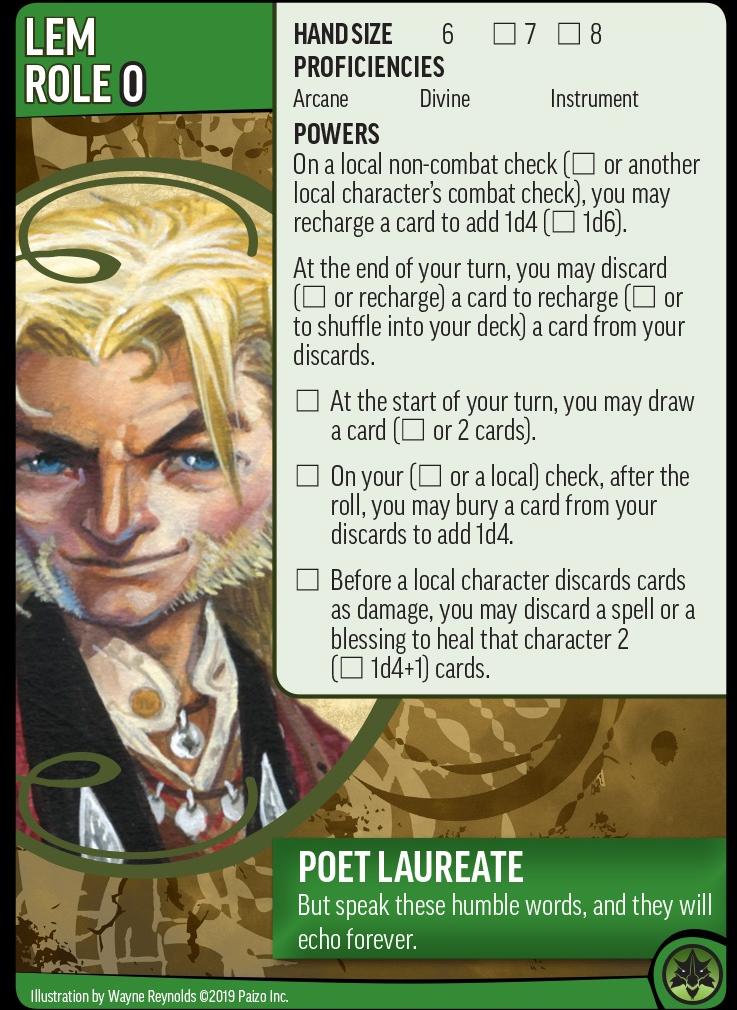 LEM
ROLE 0
HAND SIZE 6 ☐ 7 ☐ 8
PROFICIENCIES
Arcane Divine Instrument
POWERS
On a local non-combat check (☐ or another
local character's combat check), you may
recharge a card to add 1d4 (☐ 1d6).
At the end of your turn, you may discard
(☐ or recharge) a card to recharge (☐ or
to shuffle into your deck) a card from your
discards.
☐ At the start of your turn, you may draw
a card (☐ or 2 cards).
☐ On your (☐ or a local) check, after the
roll, you may bury a card from your
discards to add 1d4.
☐ Before a local character discards cards
as damage, you may discard a spell or a
blessing to heal that character 2
(☐ 1d4+1) cards.
POET LAUREATE
But speak these humble words, and they will
echo forever.
Illustration by Wayne Reynolds ©2019 Paizo Inc.